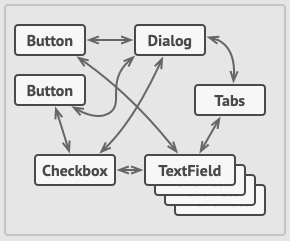 Button
Dialog
Button
Tabs
Checkbox
TextField